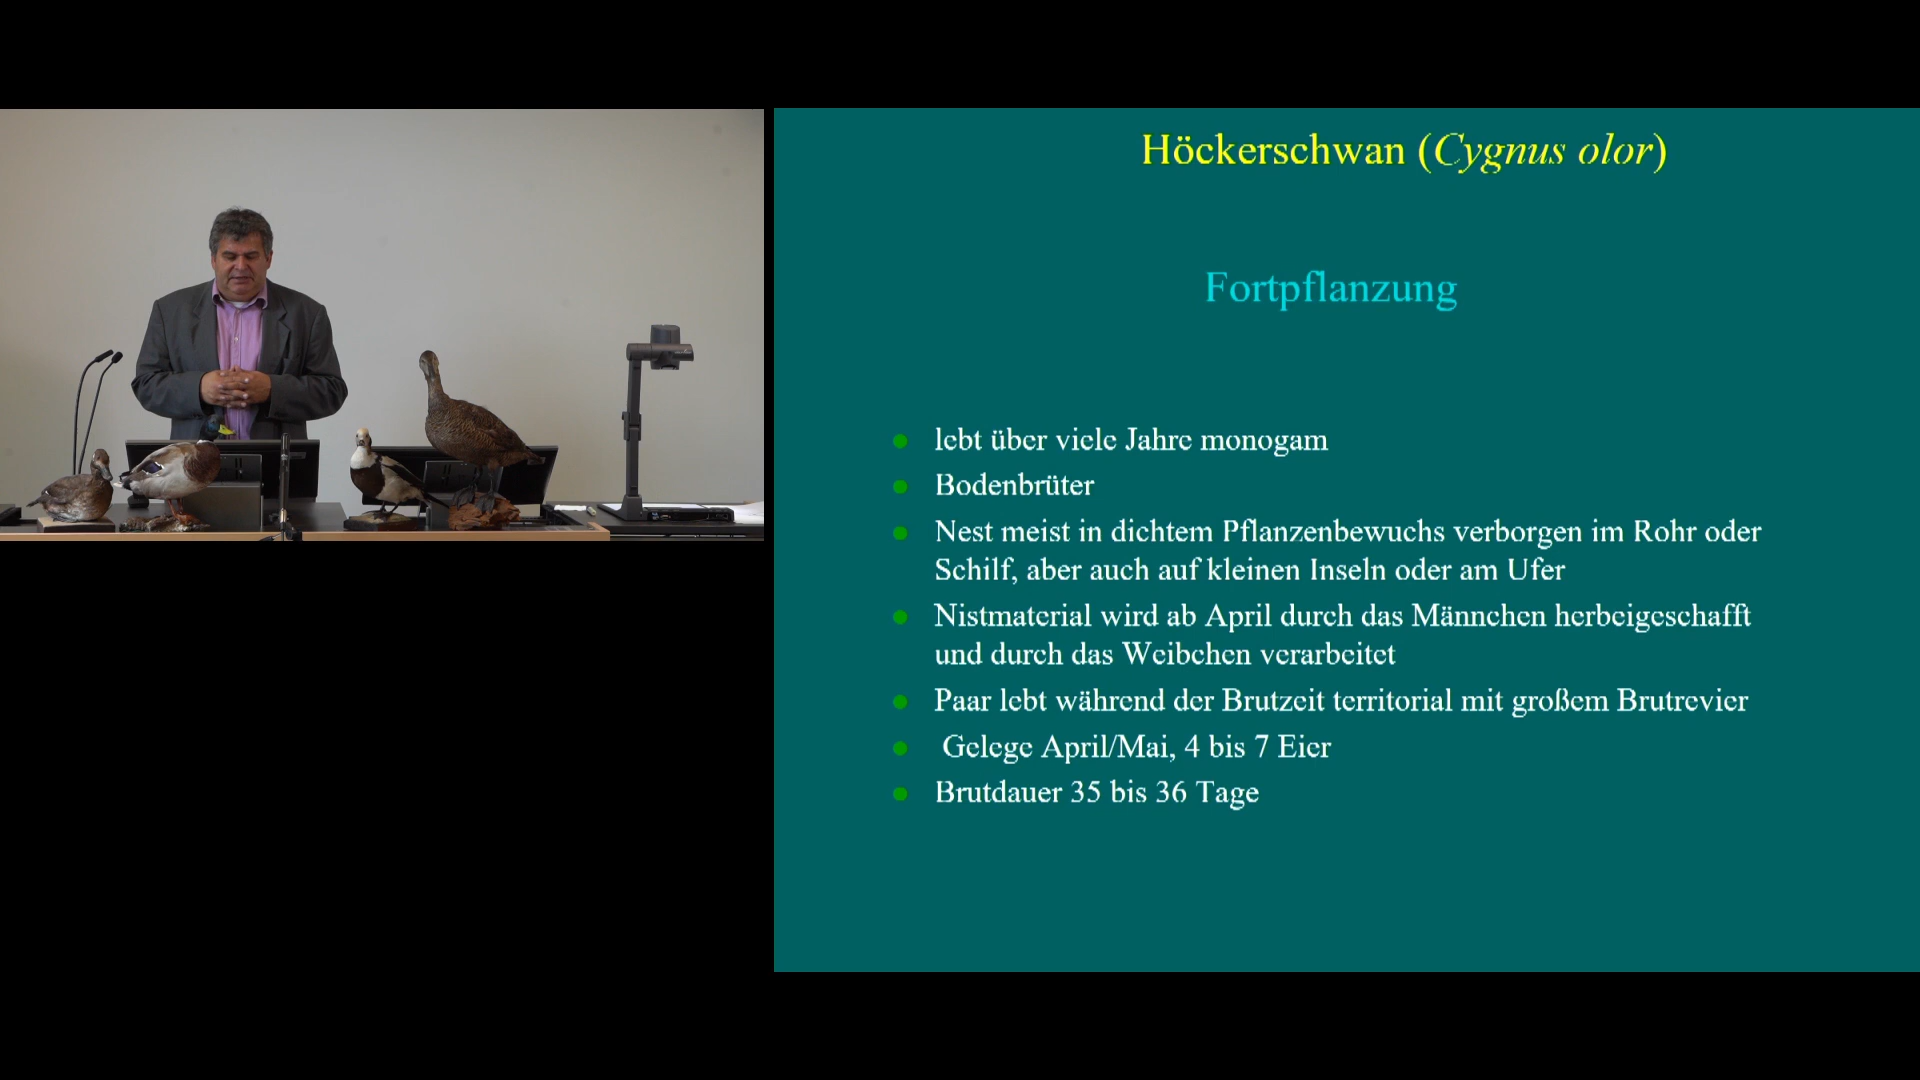 Höckerschwan (Cygnus olor)
Fortpflanzung
lebt über viele Jahre monogam
Bodenbrüter
Nest meist in dichtem Pflanzenbewuchs verborgen im Rohr oder
Schilf, aber auch auf kleinen Inseln oder am Ufer
Nistmaterial wird ab April durch das Männchen herbeigeschafft
und durch das Weibchen verarbeitet
Paar lebt während der Brutzeit territorial mit großem Brutrevier
Gelege April/Mai, 4 bis 7 Eier
Brutdauer 35 bis 36 Tage